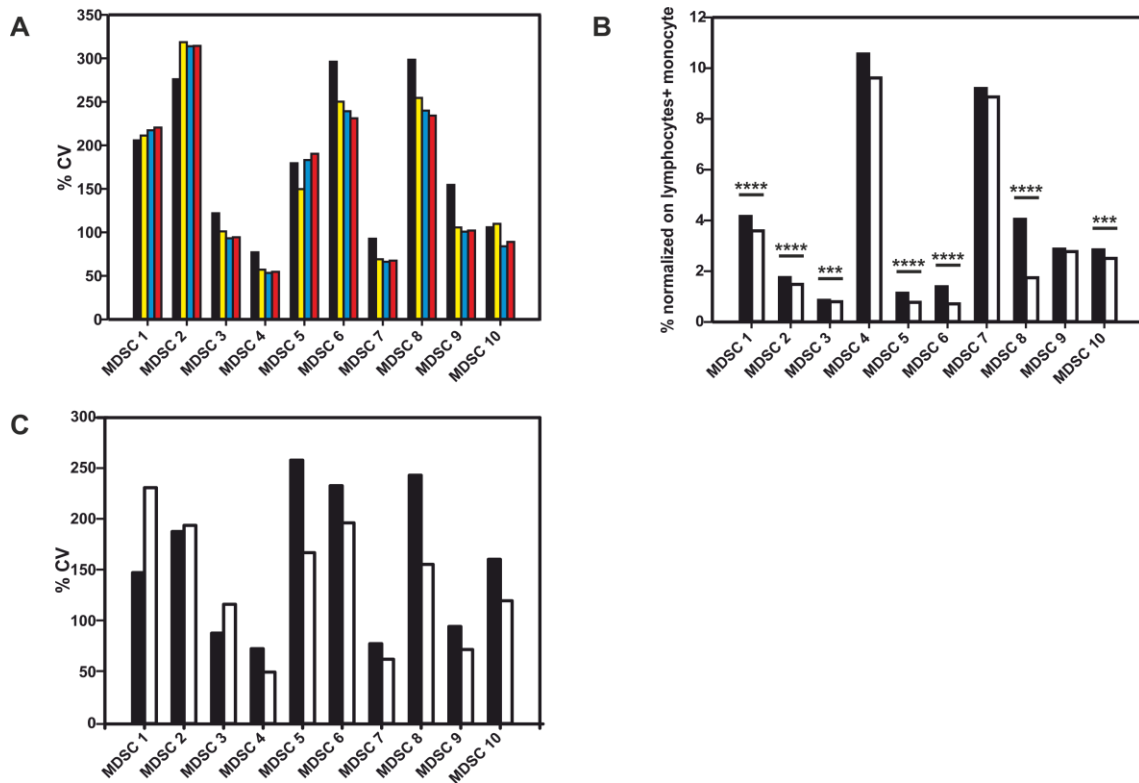 A
350
300
250
200
150
100
50
0
% CV
MDSC 1
MDSC 2
MDSC 3
MDSC 4
MDSC 5
MDSC 6
MDSC 7
MDSC 8
MDSC 9
MDSC 10
B
12
10
8
6
4
2
0
% normalized on lymphocytes+ monocyte
****
****
***
****
****
****
***
MDSC 1
MDSC 2
MDSC 3
MDSC 4
MDSC 5
MDSC 6
MDSC 7
MDSC 8
MDSC 9
MDSC 10
C
300
250
200
150
100
50
0
% CV
MDSC 1
MDSC 2
MDSC 3
MDSC 4
MDSC 5
MDSC 6
MDSC 7
MDSC 8
MDSC 9
MDSC 10